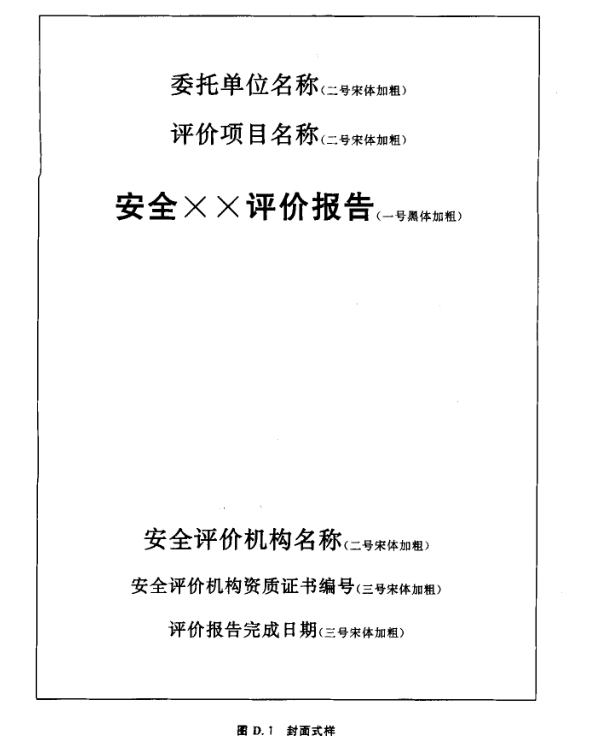 委托单位名称(二号宋体加粗)
评价项目名称(二号宋体加粗)
安全××评价报告(一号黑体加粗)
安全评价机构名称(二号宋体加粗)
安全评价机构资质证书编号(三号宋体加粗)
评价报告完成日期(三号宋体加粗)
图 D.1 封面式样